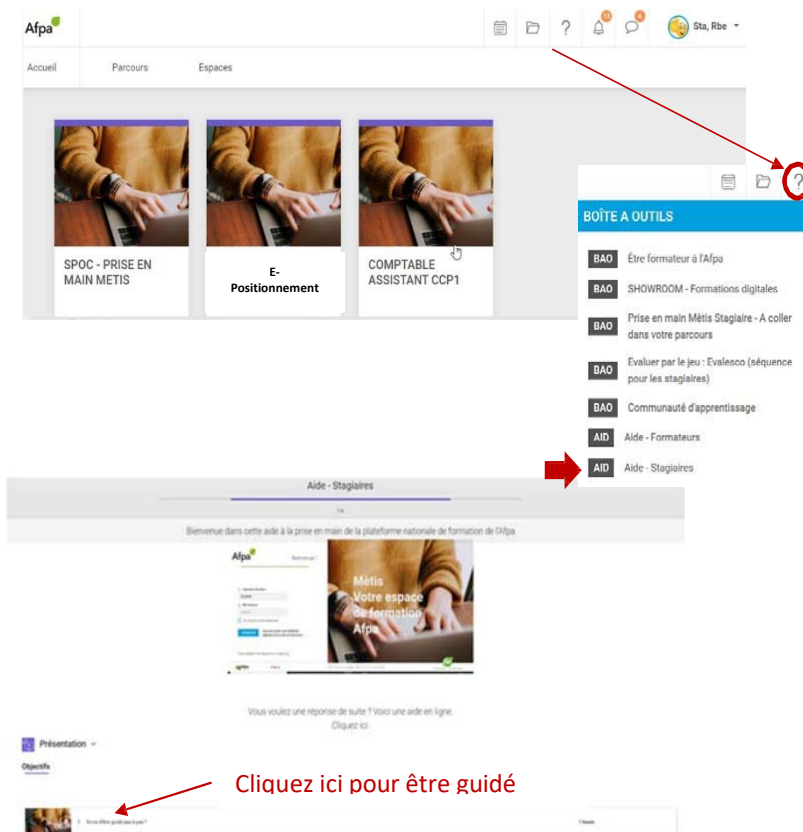 Afpa
Sta, Rbe
Accueil Parcours Espaces
SPOC - PRISE EN
MAIN METIS
E-
Positionnement
COMPTABLE
ASSISTANT CCP1
?
BOÎTE A OUTILS
BAO Être formateur à l'Afpa
BAO SHOWROOM - Formations digitales
BAO Prise en main Mètis Stagiaire - A coller
dans votre parcours
BAO Evaluer par le jeu : Evalesco (séquence
pour les stagiaires)
BAO Communauté d'apprentissage
AID Aide - Formateurs
AID Aide - Stagiaires
Aide - Stagiaires
Bienvenue dans cette aide à la prise en main de la plateforme nationale de formation de l'Afpa
Afpa
Mètis
Votre espace
de formation
Afpa
Vous voulez une réponse de suite ? Voici une aide en ligne.
Cliquez ici.
Présentation
Objectifs
Cliquez ici pour être guidé